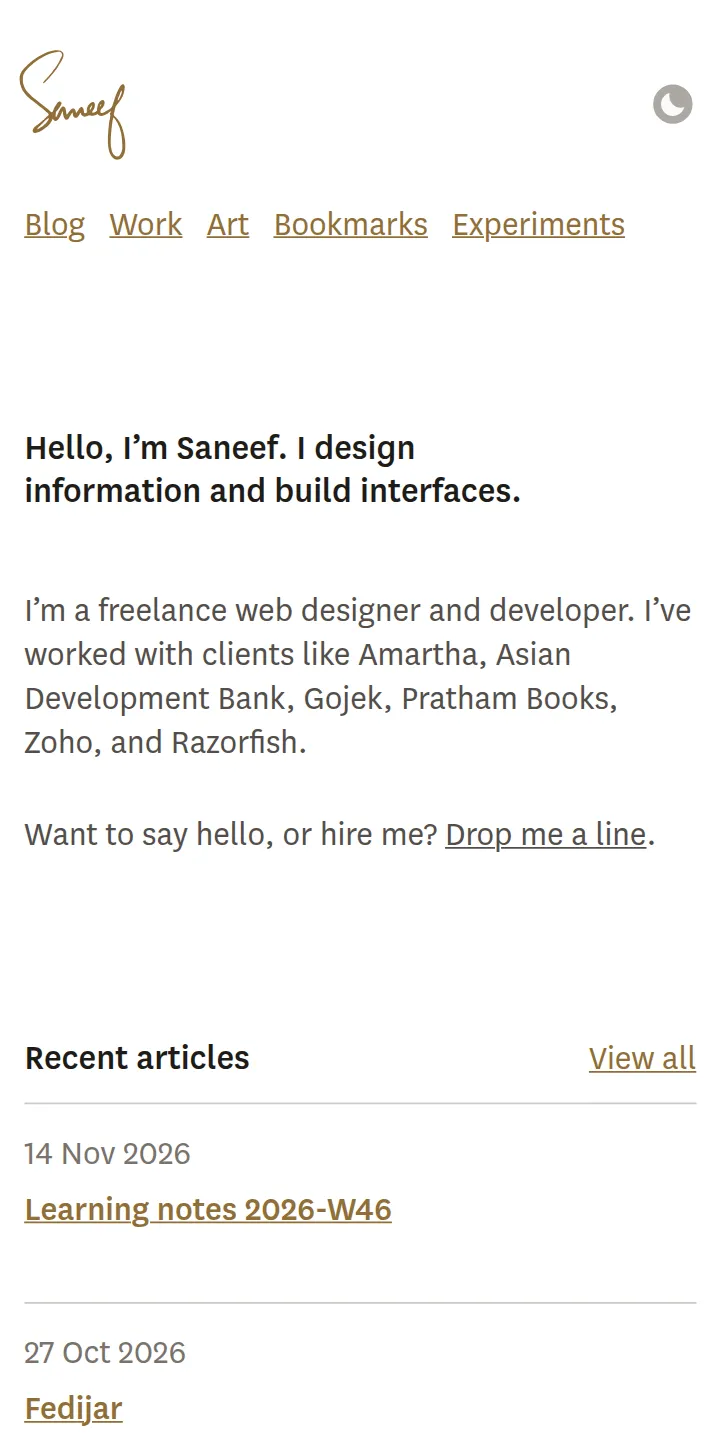 Saneef
Blog Work Art Bookmarks Experiments
Hello, I’m Saneef. I design
information and build interfaces.
I’m a freelance web designer and developer. I’ve
worked with clients like Amartha, Asian
Development Bank, Gojek, Pratham Books,
Zoho, and Razorfish.
Want to say hello, or hire me? Drop me a line.
Recent articles View all
14 Nov 2026
Learning notes 2026-W46
27 Oct 2026
Fedijar